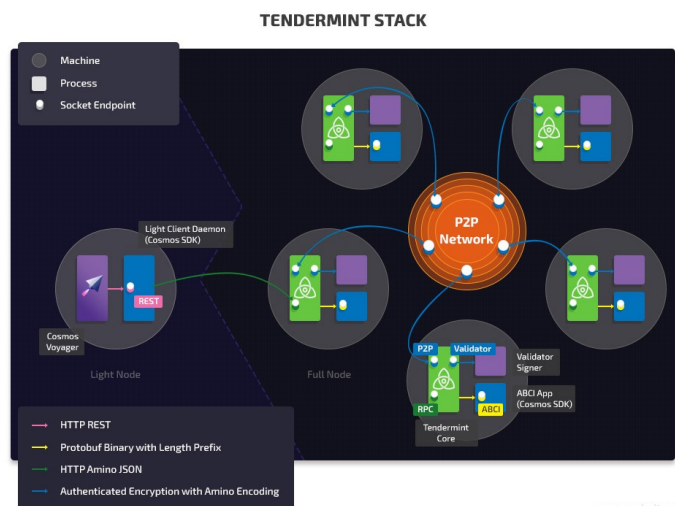 TENDERMINT STACK
Machine
Process
Socket Endpoint
P2P
Network
Light Client Daemon
(Cosmos SDK)
REST
Cosmos
Voyager
Light Node
Full Node
P2P
Validator
Validator
Signer
RPC
ABCI
ABCI App
(Cosmos SDK)
Tendermint
Core
HTTP REST
Protobuf Binary with Length Prefix
HTTP Amino JSON
Authenticated Encryption with Amino Encoding